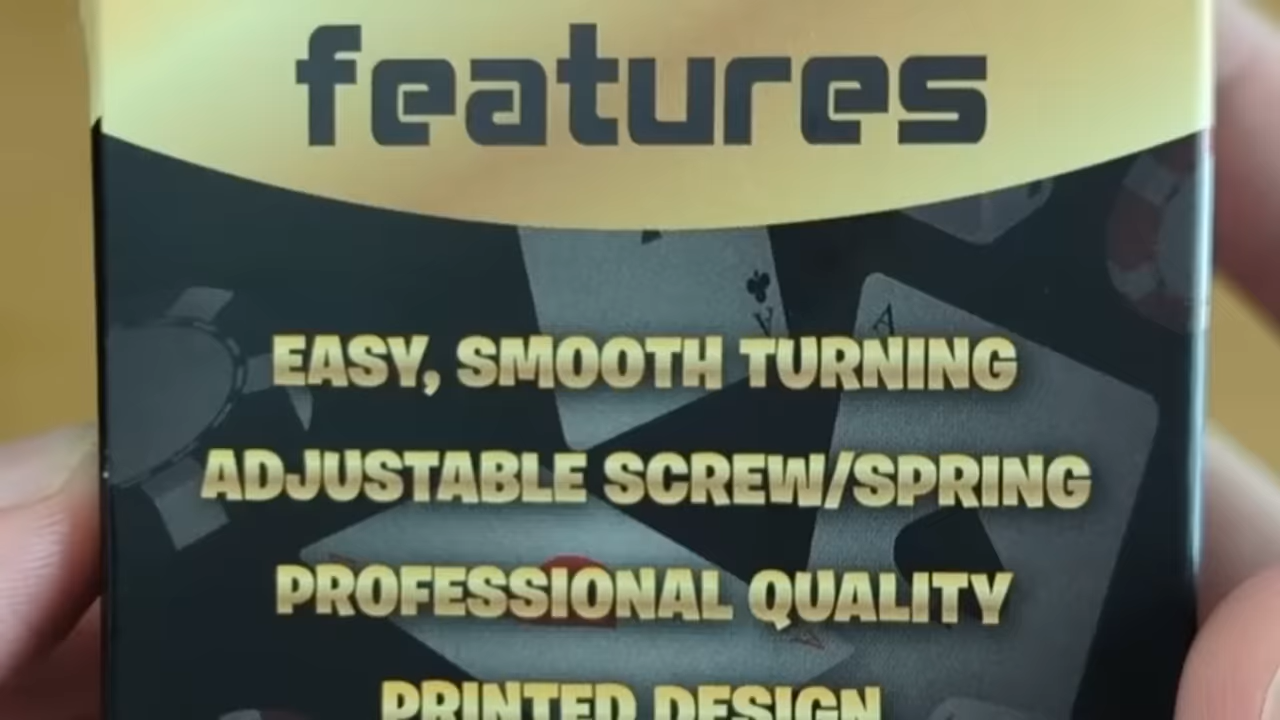 features
A
A
EASY, SMOOTH TURNING
ADJUSTABLE SCREW/SPRING
PROFESSIONAL QUALITY
PRINTED DESIGN